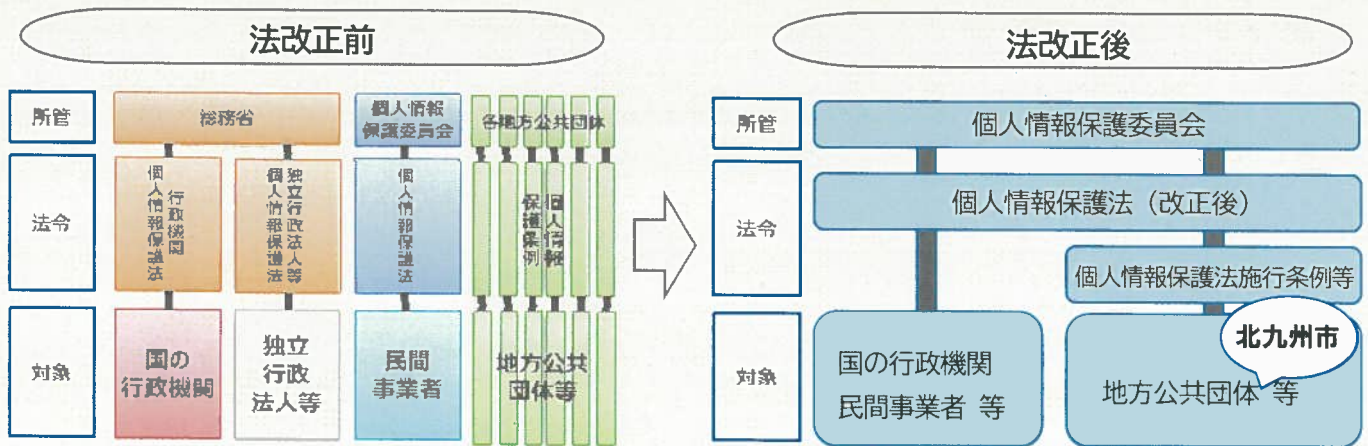 法改正前
所管
総務省
個人情報
保護委員会
各地方公共団体
法令
行政機関
個人情報保護法
独立行政法人等
個人情報保護法
個人情報保護法
個人情報
保護条例
対象
国の
行政機関
独立
行政
法人等
民間
事業者
地方公共
団体等
法改正後
所管
個人情報保護委員会
法令
個人情報保護法（改正後）
個人情報保護法施行条例等
対象
国の行政機関
民間事業者 等
北九州市
地方公共団体 等